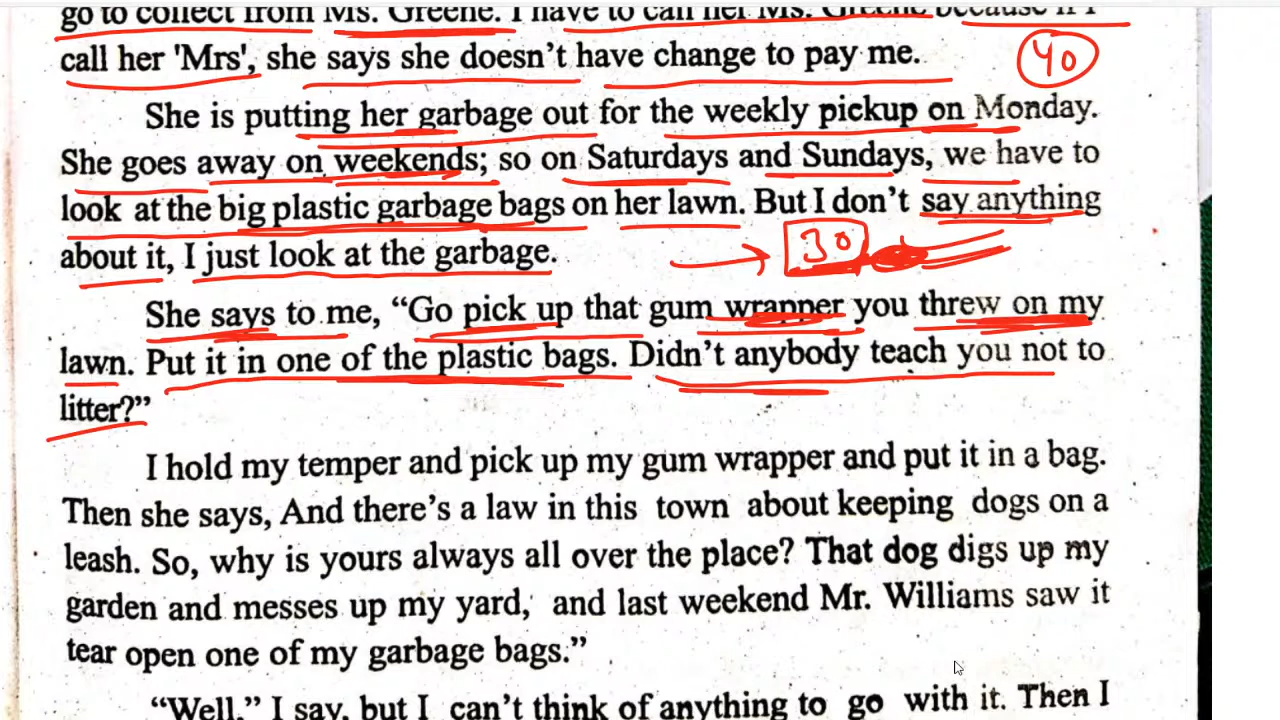 go to collect from Ms. Greene. I have to call her Ms. Greene because if I
call her 'Mrs', she says she doesn't have change to pay me.
40
She is putting her garbage out for the weekly pickup on Monday.
She goes away on weekends; so on Saturdays and Sundays, we have to
look at the big plastic garbage bags on her lawn. But I don't say anything
about it, I just look at the garbage.
30
She says to me, “Go pick up that gum wrapper you threw on my
lawn. Put it in one of the plastic bags. Didn't anybody teach you not to
litter?”
I hold my temper and pick up my gum wrapper and put it in a bag.
Then she says, And there's a law in this town about keeping dogs on a
leash. So, why is yours always all over the place? That dog digs up my
garden and messes up my yard, and last weekend Mr. Williams saw it
tear open one of my garbage bags.”
“Well,” I say, but I can't think of anything to go with it. Then I